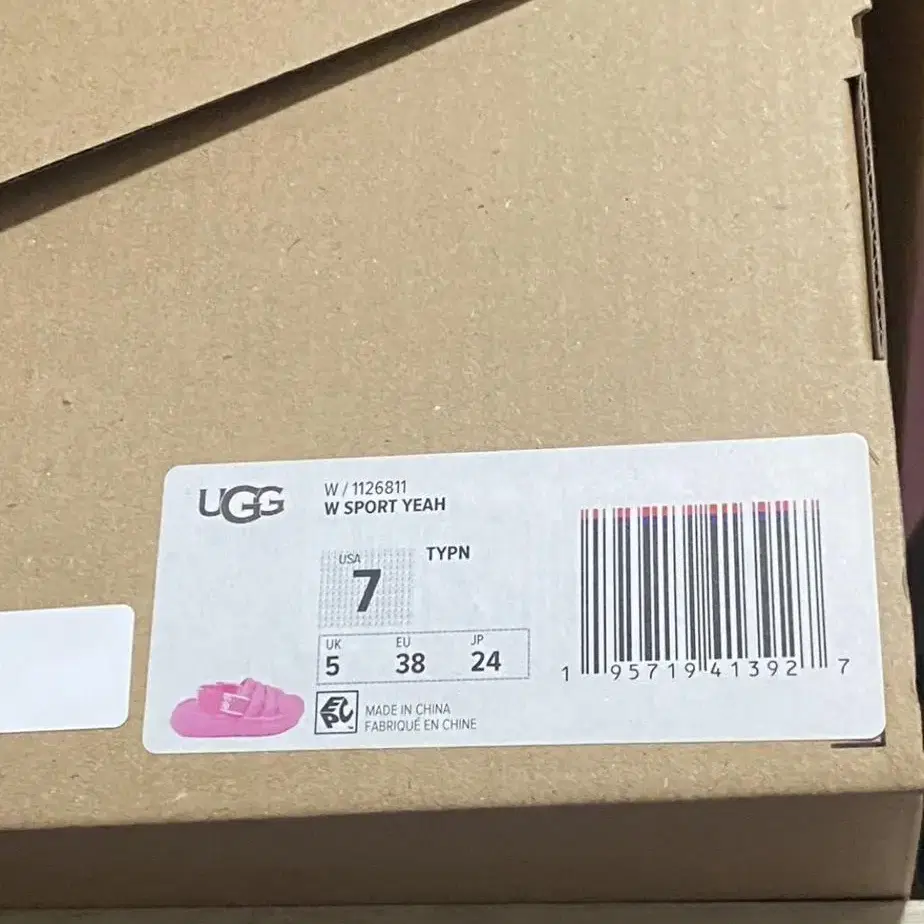 UGG
W / 1126811
W SPORT YEAH
USA
7
TYPN
UK EU JP
5 38 24
EPC
MADE IN CHINA
FABRIQUÉ EN CHINE
1 95719 41392 7